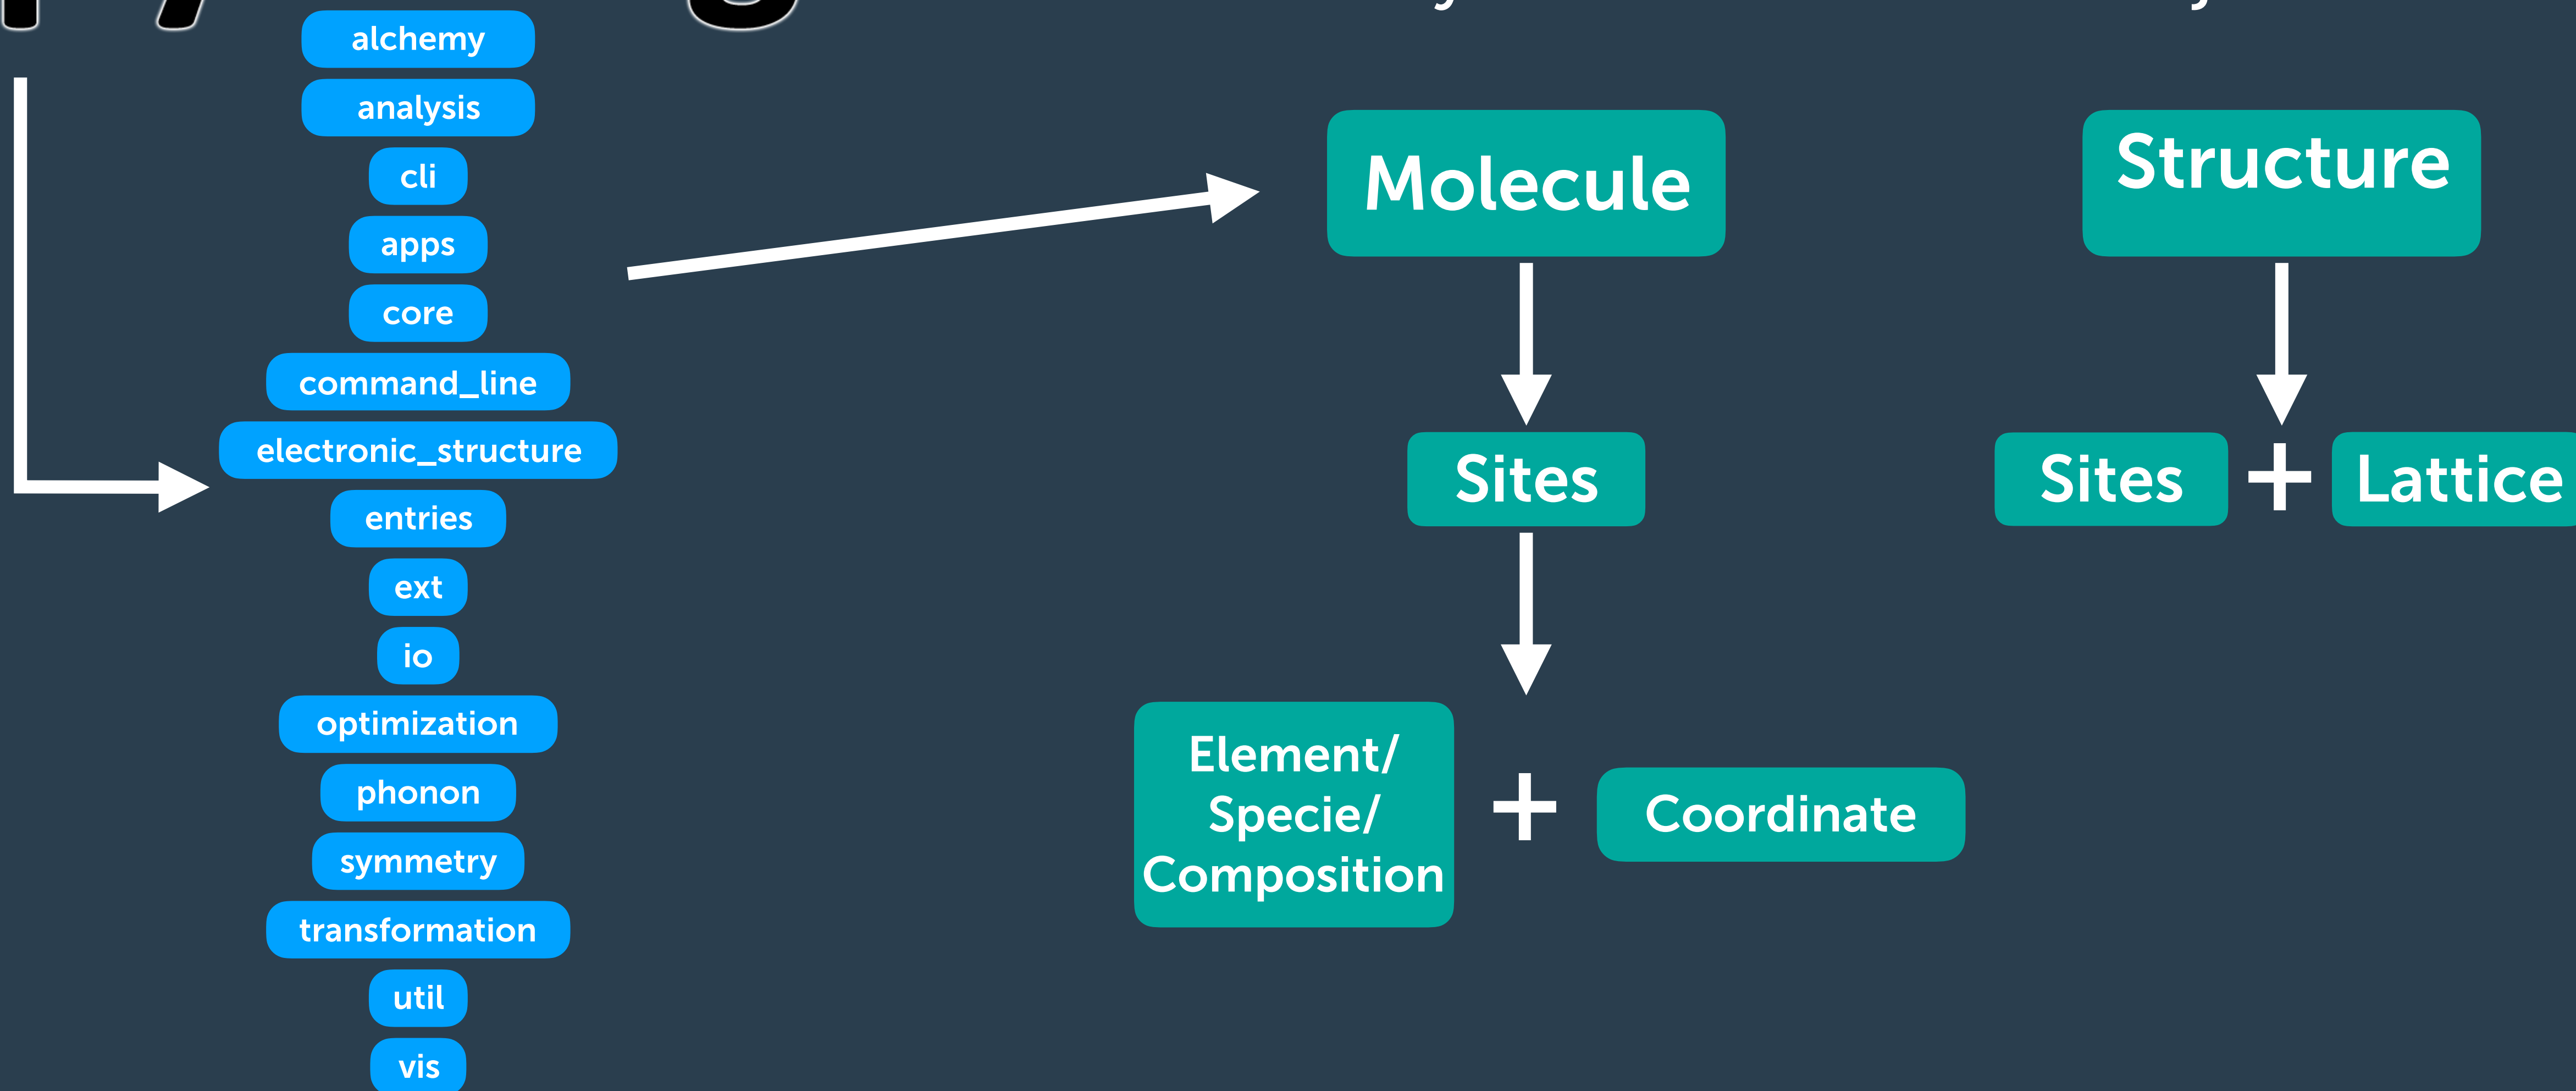 alchemy
analysis
cli
apps
core
command_line
electronic_structure
entries
ext
io
optimization
phonon
symmetry
transformation
util
vis
Molecule
Structure
Sites
Sites + Lattice
Element/
Specie/
Composition
+
Coordinate